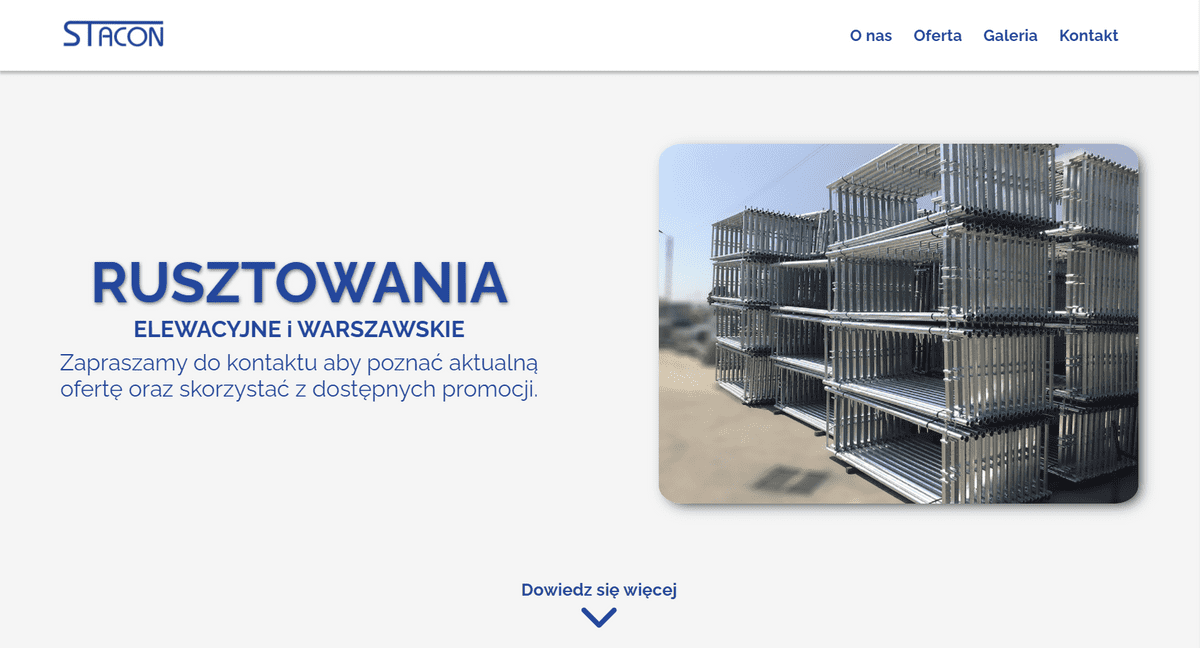 STACON
O nas
Oferta
Galeria
Kontakt
RUSZTOWANIA
ELEWACYJNE i WARSZAWSKIE
Zapraszamy do kontaktu aby poznać aktualną
ofertę oraz skorzystać z dostępnych promocji.
Dowiedz się więcej